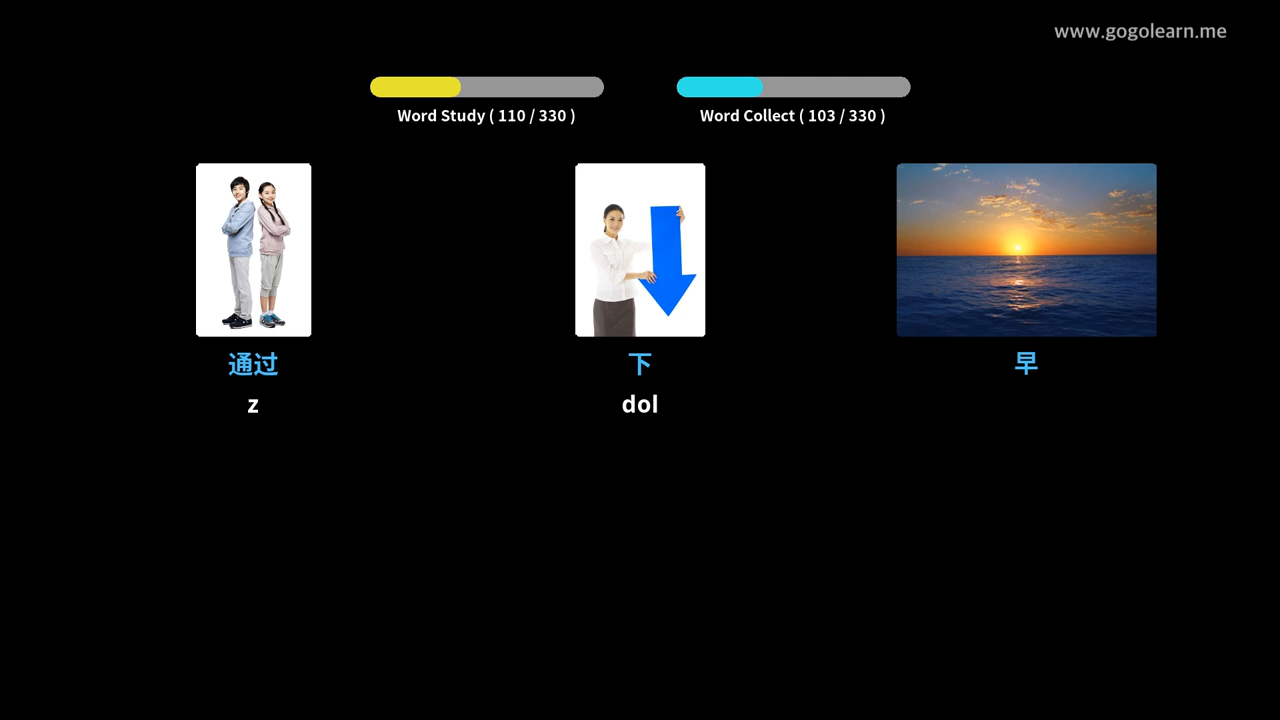 www.gogolearn.me
Word Study ( 110 / 330 )
Word Collect ( 103 / 330 )
通过
下
早
z
dol